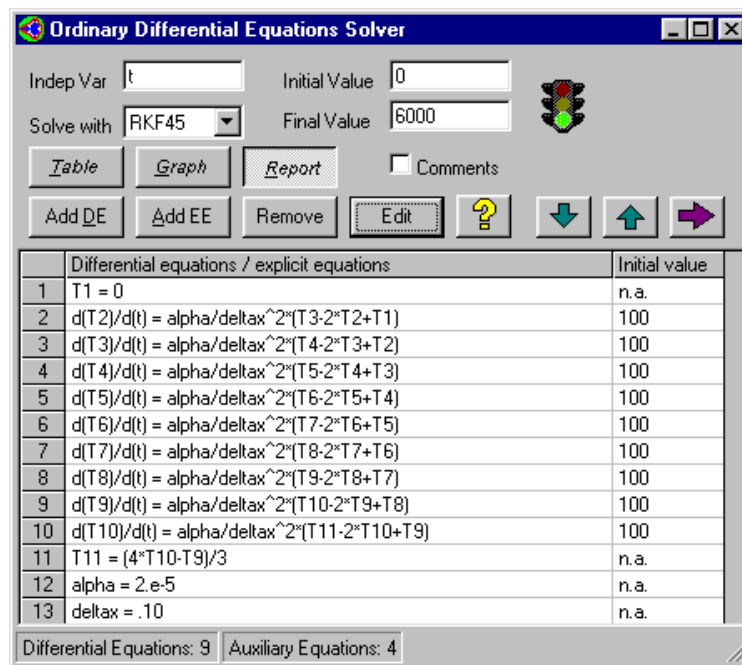 Ordinary Differential Equations Solver
Indep Var t Initial Value 0
Solve with RKF45 Final Value 6000
Table Graph Report Comments
Add DE Add EE Remove Edit ?
Differential equations / explicit equations Initial value
1 T1 = 0 n.a.
2 d(T2)/d(t) = alpha/deltax^2*(T3-2*T2+T1) 100
3 d(T3)/d(t) = alpha/deltax^2*(T4-2*T3+T2) 100
4 d(T4)/d(t) = alpha/deltax^2*(T5-2*T4+T3) 100
5 d(T5)/d(t) = alpha/deltax^2*(T6-2*T5+T4) 100
6 d(T6)/d(t) = alpha/deltax^2*(T7-2*T6+T5) 100
7 d(T7)/d(t) = alpha/deltax^2*(T8-2*T7+T6) 100
8 d(T8)/d(t) = alpha/deltax^2*(T9-2*T8+T7) 100
9 d(T9)/d(t) = alpha/deltax^2*(T10-2*T9+T8) 100
10 d(T10)/d(t) = alpha/deltax^2*(T11-2*T10+T9) 100
11 T11 = (4*T10-T9)/3 n.a.
12 alpha = 2.e-5 n.a.
13 deltax = .10 n.a.
Differential Equations: 9 Auxiliary Equations: 4